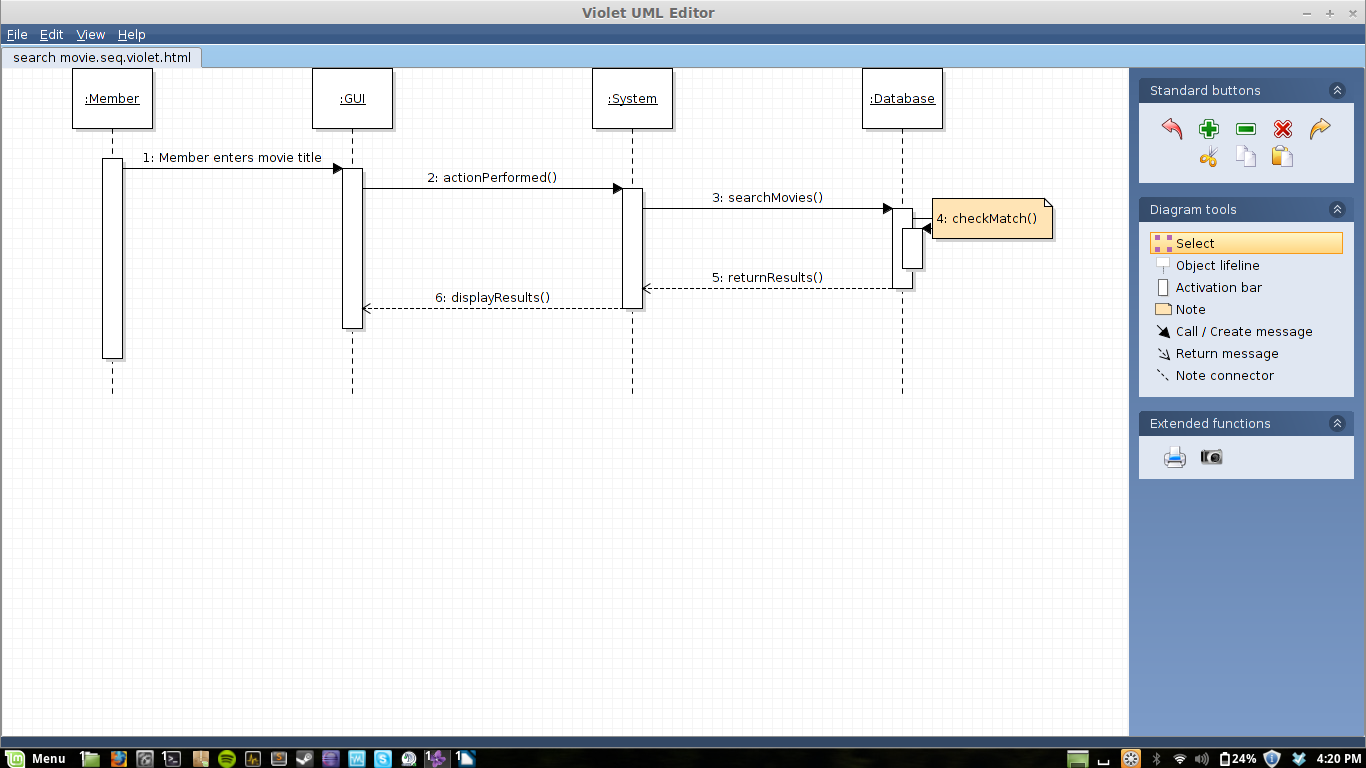 Violet UML Editor
File Edit View Help
search movie.seq.violet.html
:Member
:GUI
:System
:Database
1: Member enters movie title
2: actionPerformed()
3: searchMovies()
4: checkMatch()
5: returnResults()
6: displayResults()
Standard buttons
Diagram tools
Select
Object lifeline
Activation bar
Note
Call / Create message
Return message
Note connector
Extended functions
Menu
24%
4:20 PM